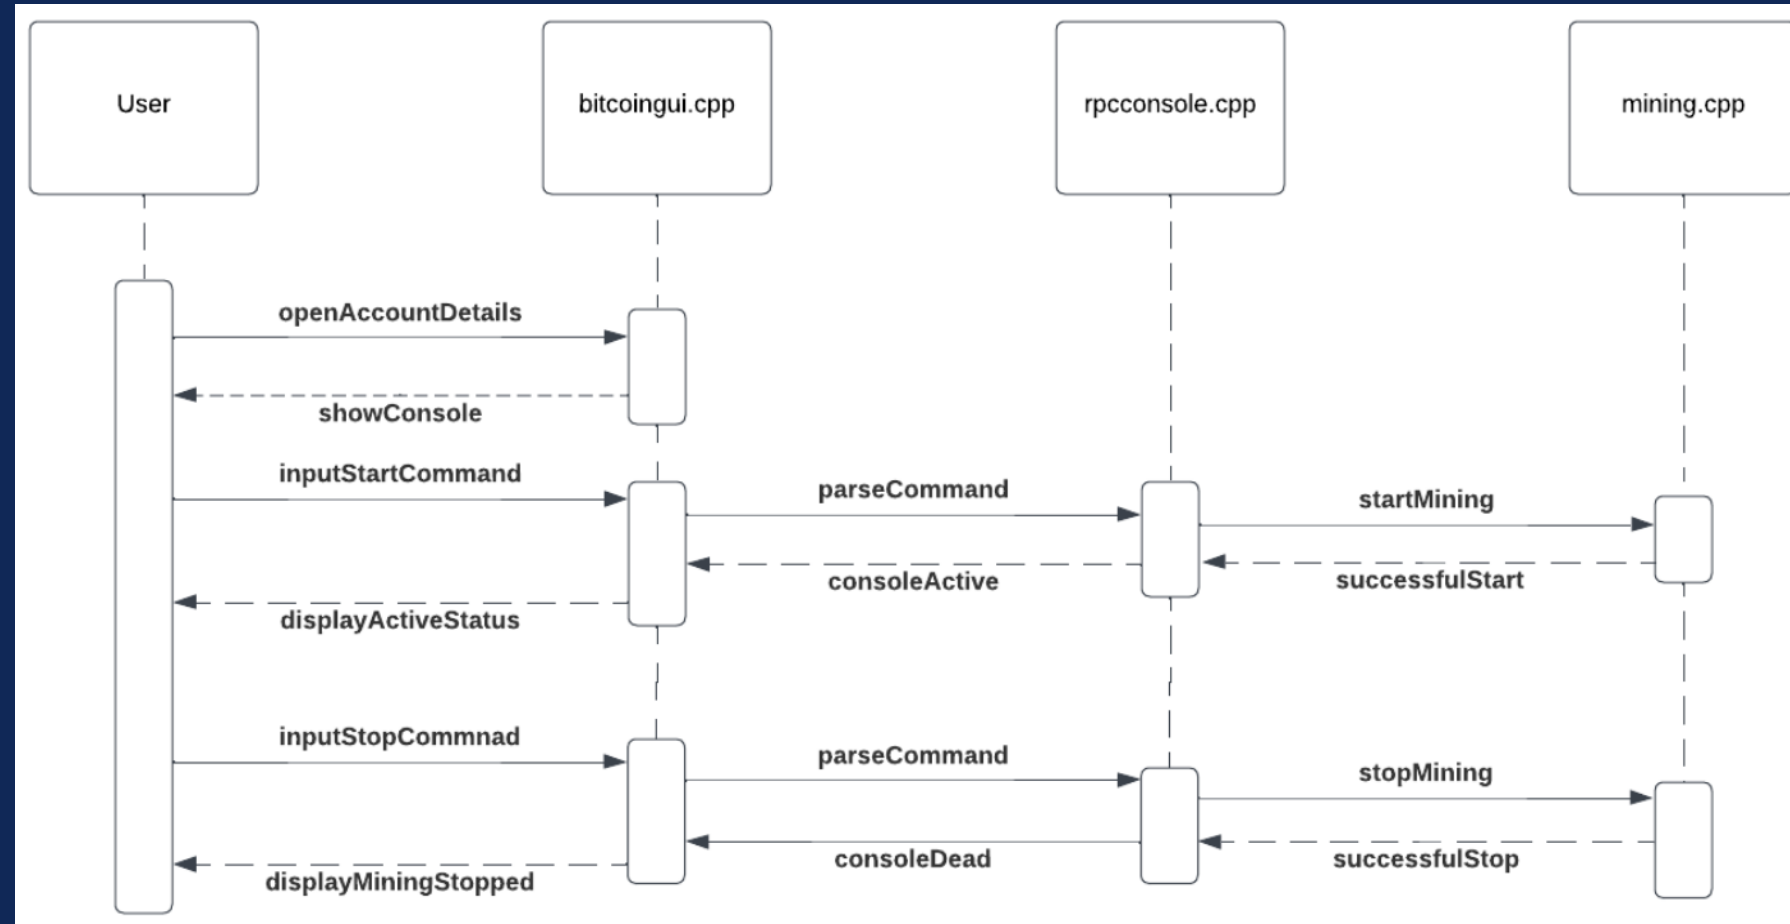 User
bitcoingui.cpp
rpcconsole.cpp
mining.cpp
openAccountDetails
showConsole
inputStartCommand
parseCommand
startMining
consoleActive
successfulStart
displayActiveStatus
inputStopCommnad
parseCommand
stopMining
consoleDead
successfulStop
displayMiningStopped